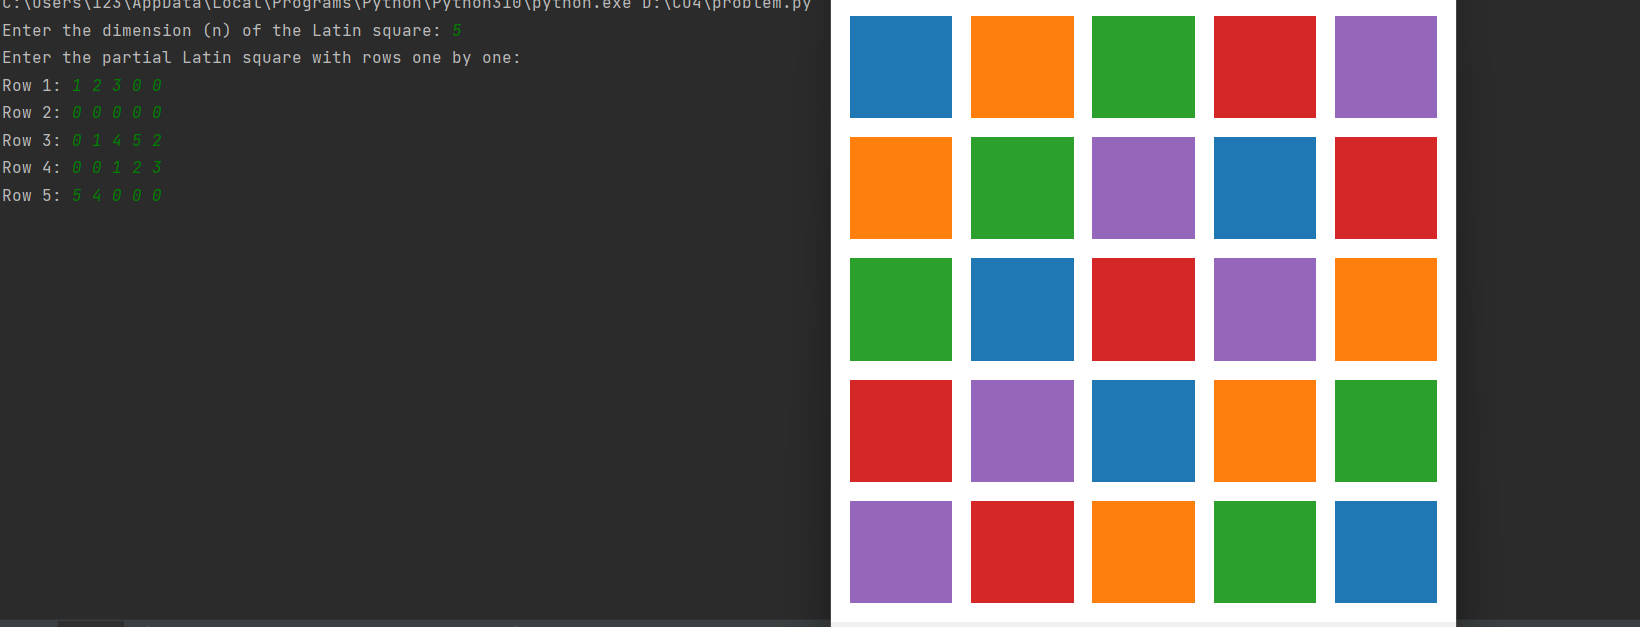 C:\Users\123\AppData\Local\Programs\Python\Python310\python.exe D:\CO4\problem.py
Enter the dimension (n) of the Latin square: 5
Enter the partial Latin square with rows one by one:
Row 1: 1 2 3 0 0
Row 2: 0 0 0 0 0
Row 3: 0 1 4 5 2
Row 4: 0 0 1 2 3
Row 5: 5 4 0 0 0